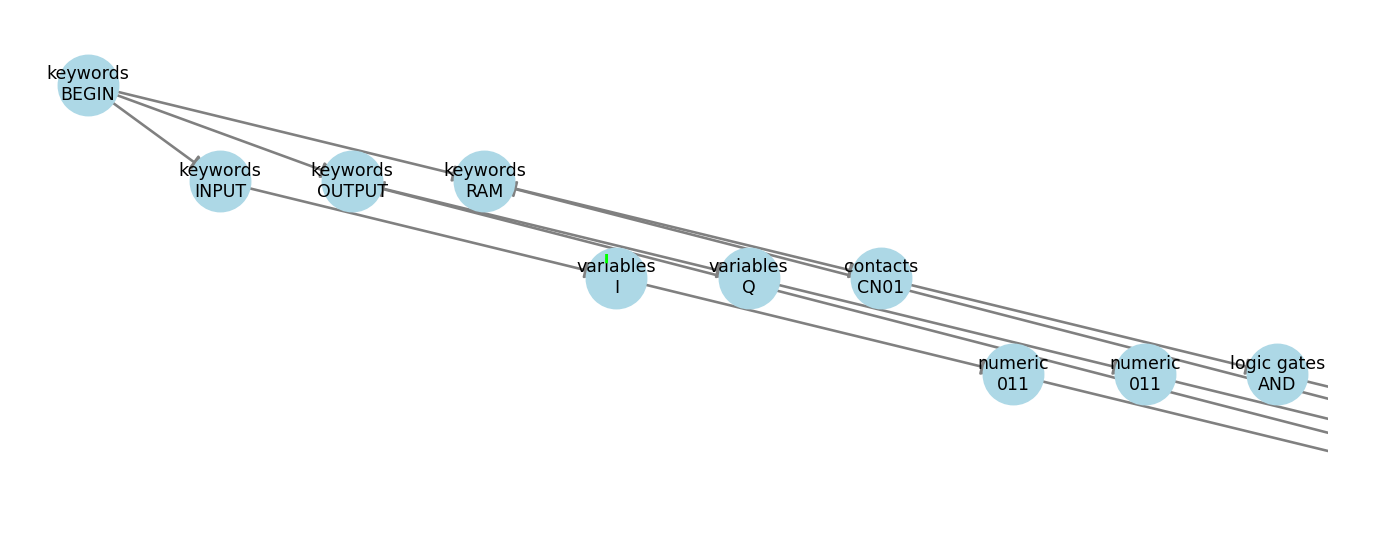 keywords
BEGIN
keywords
INPUT
keywords
OUTPUT
keywords
RAM
variables
I
variables
Q
contacts
CN01
numeric
011
numeric
011
logic gates
AND